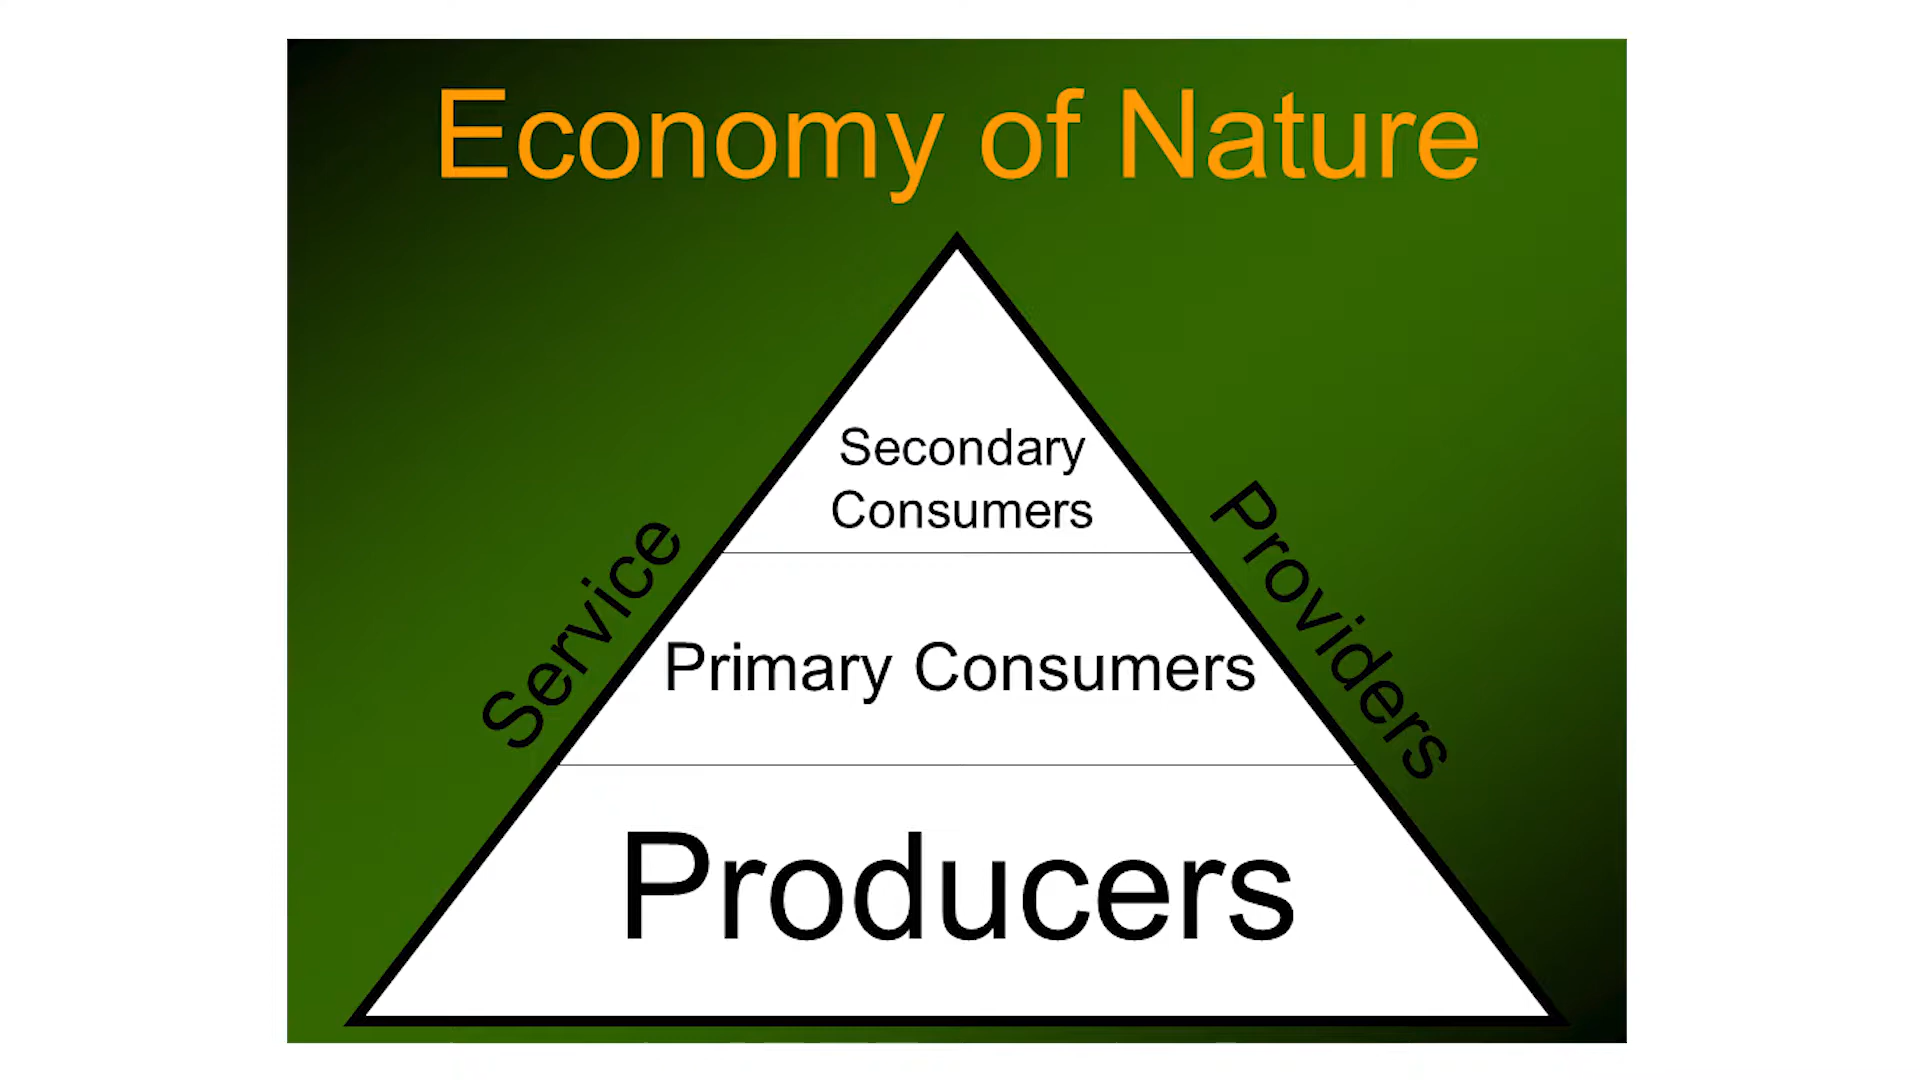 Economy of Nature
Secondary
Consumers
Service
Providers
Primary Consumers
Producers